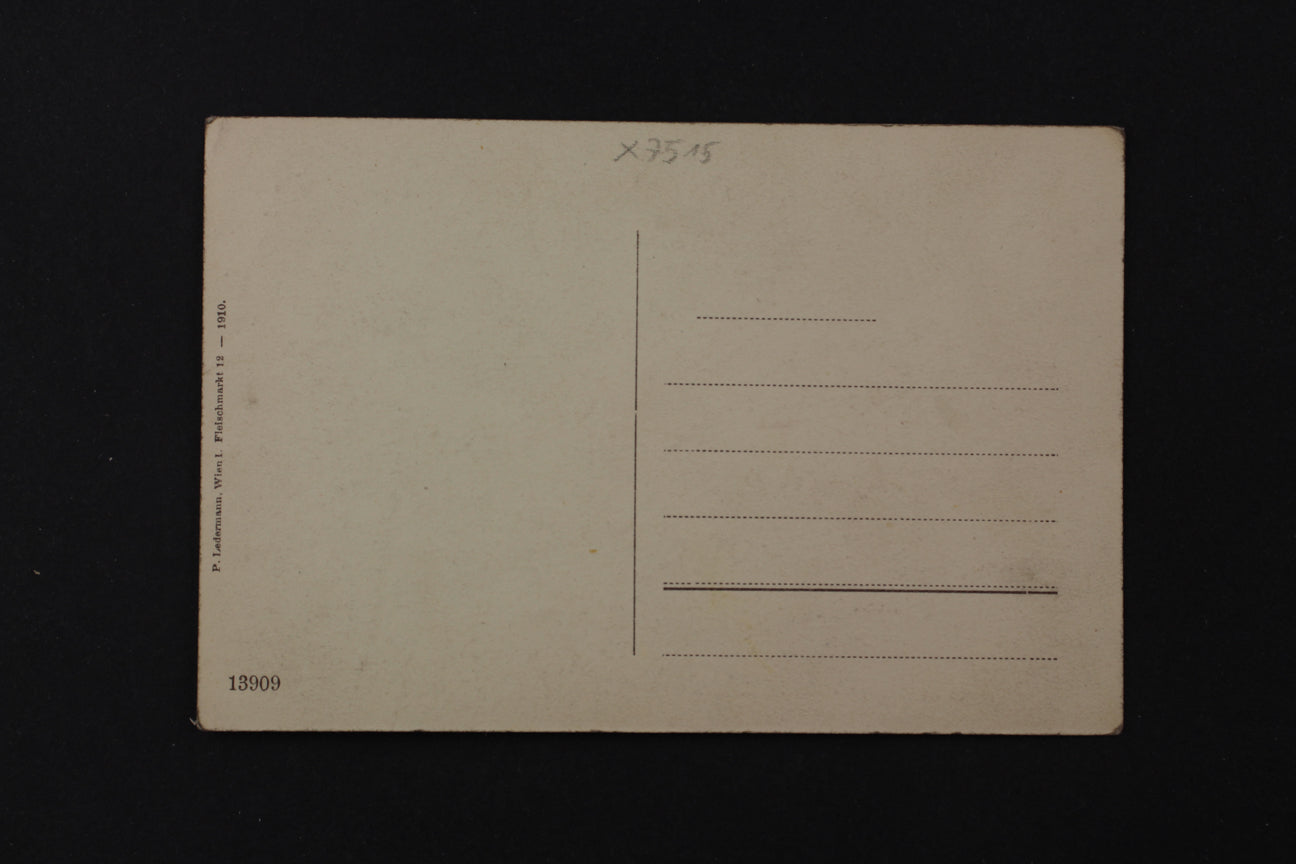 X7515
P. Ledermann, Wien I. Fleischmarkt 12 — 1910.
13909